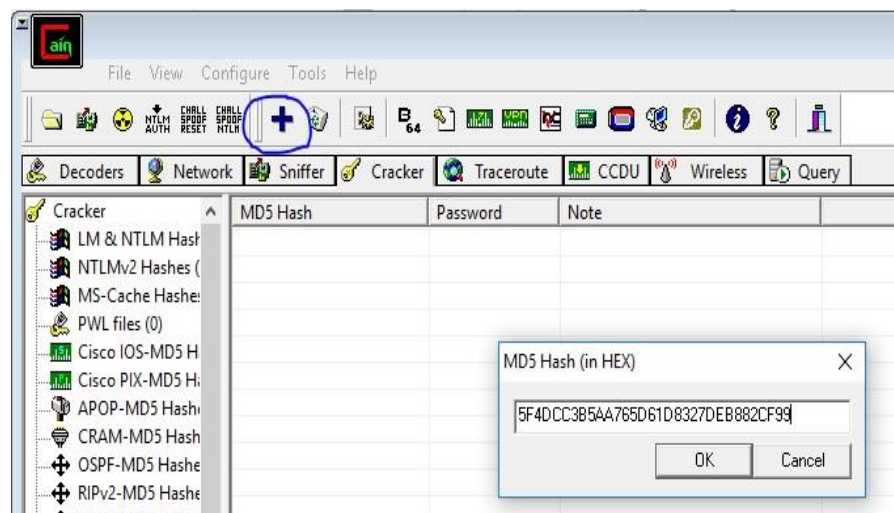 Cain
File View Configure Tools Help
NTLM AUTH CHALL SPOOF RESET CHALL SPOOF NTLM B64
Decoders Network Sniffer Cracker Traceroute CCDU Wireless Query
Cracker MD5 Hash Password Note
LM & NTLM Hash
NTLMv2 Hashes (
MS-Cache Hashes
PWL files (0)
Cisco IOS-MD5 H
Cisco PIX-MD5 Ha
APOP-MD5 Hashe
CRAM-MD5 Hash
OSPF-MD5 Hashe
RIPv2-MD5 Hashe
MD5 Hash (in HEX)
5F4DCC3B5AA765D61D8327DEB882CF99
OK Cancel